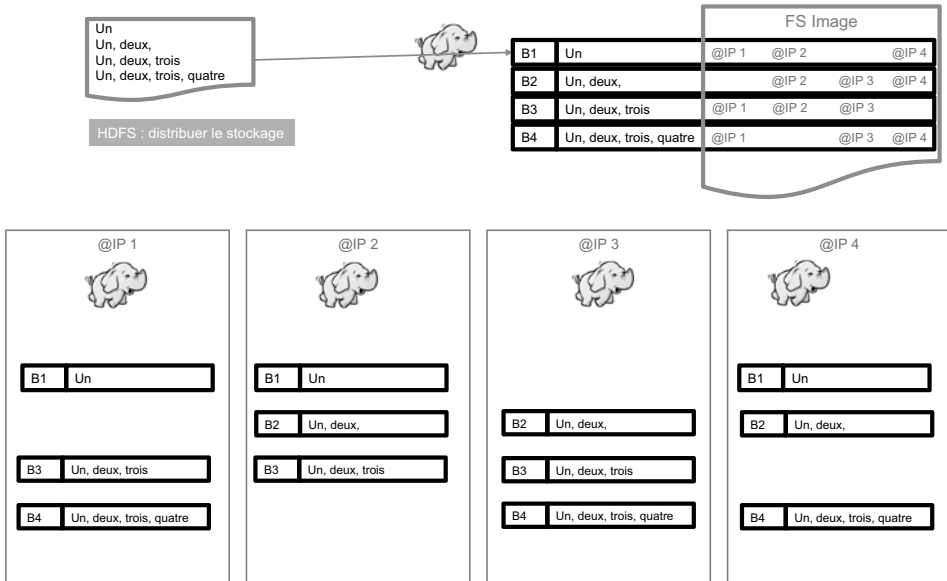 Un
Un, deux,
Un, deux, trois
Un, deux, trois, quatre
HDFS : distribuer le stockage
FS Image
B1 Un @IP 1 @IP 2 @IP 4
B2 Un, deux, @IP 2 @IP 3 @IP 4
B3 Un, deux, trois @IP 1 @IP 2 @IP 3
B4 Un, deux, trois, quatre @IP 1 @IP 3 @IP 4
@IP 1
B1 Un
B3 Un, deux, trois
B4 Un, deux, trois, quatre
@IP 2
B1 Un
B2 Un, deux,
B3 Un, deux, trois
@IP 3
B2 Un, deux,
B3 Un, deux, trois
B4 Un, deux, trois, quatre
@IP 4
B1 Un
B2 Un, deux,
B4 Un, deux, trois, quatre